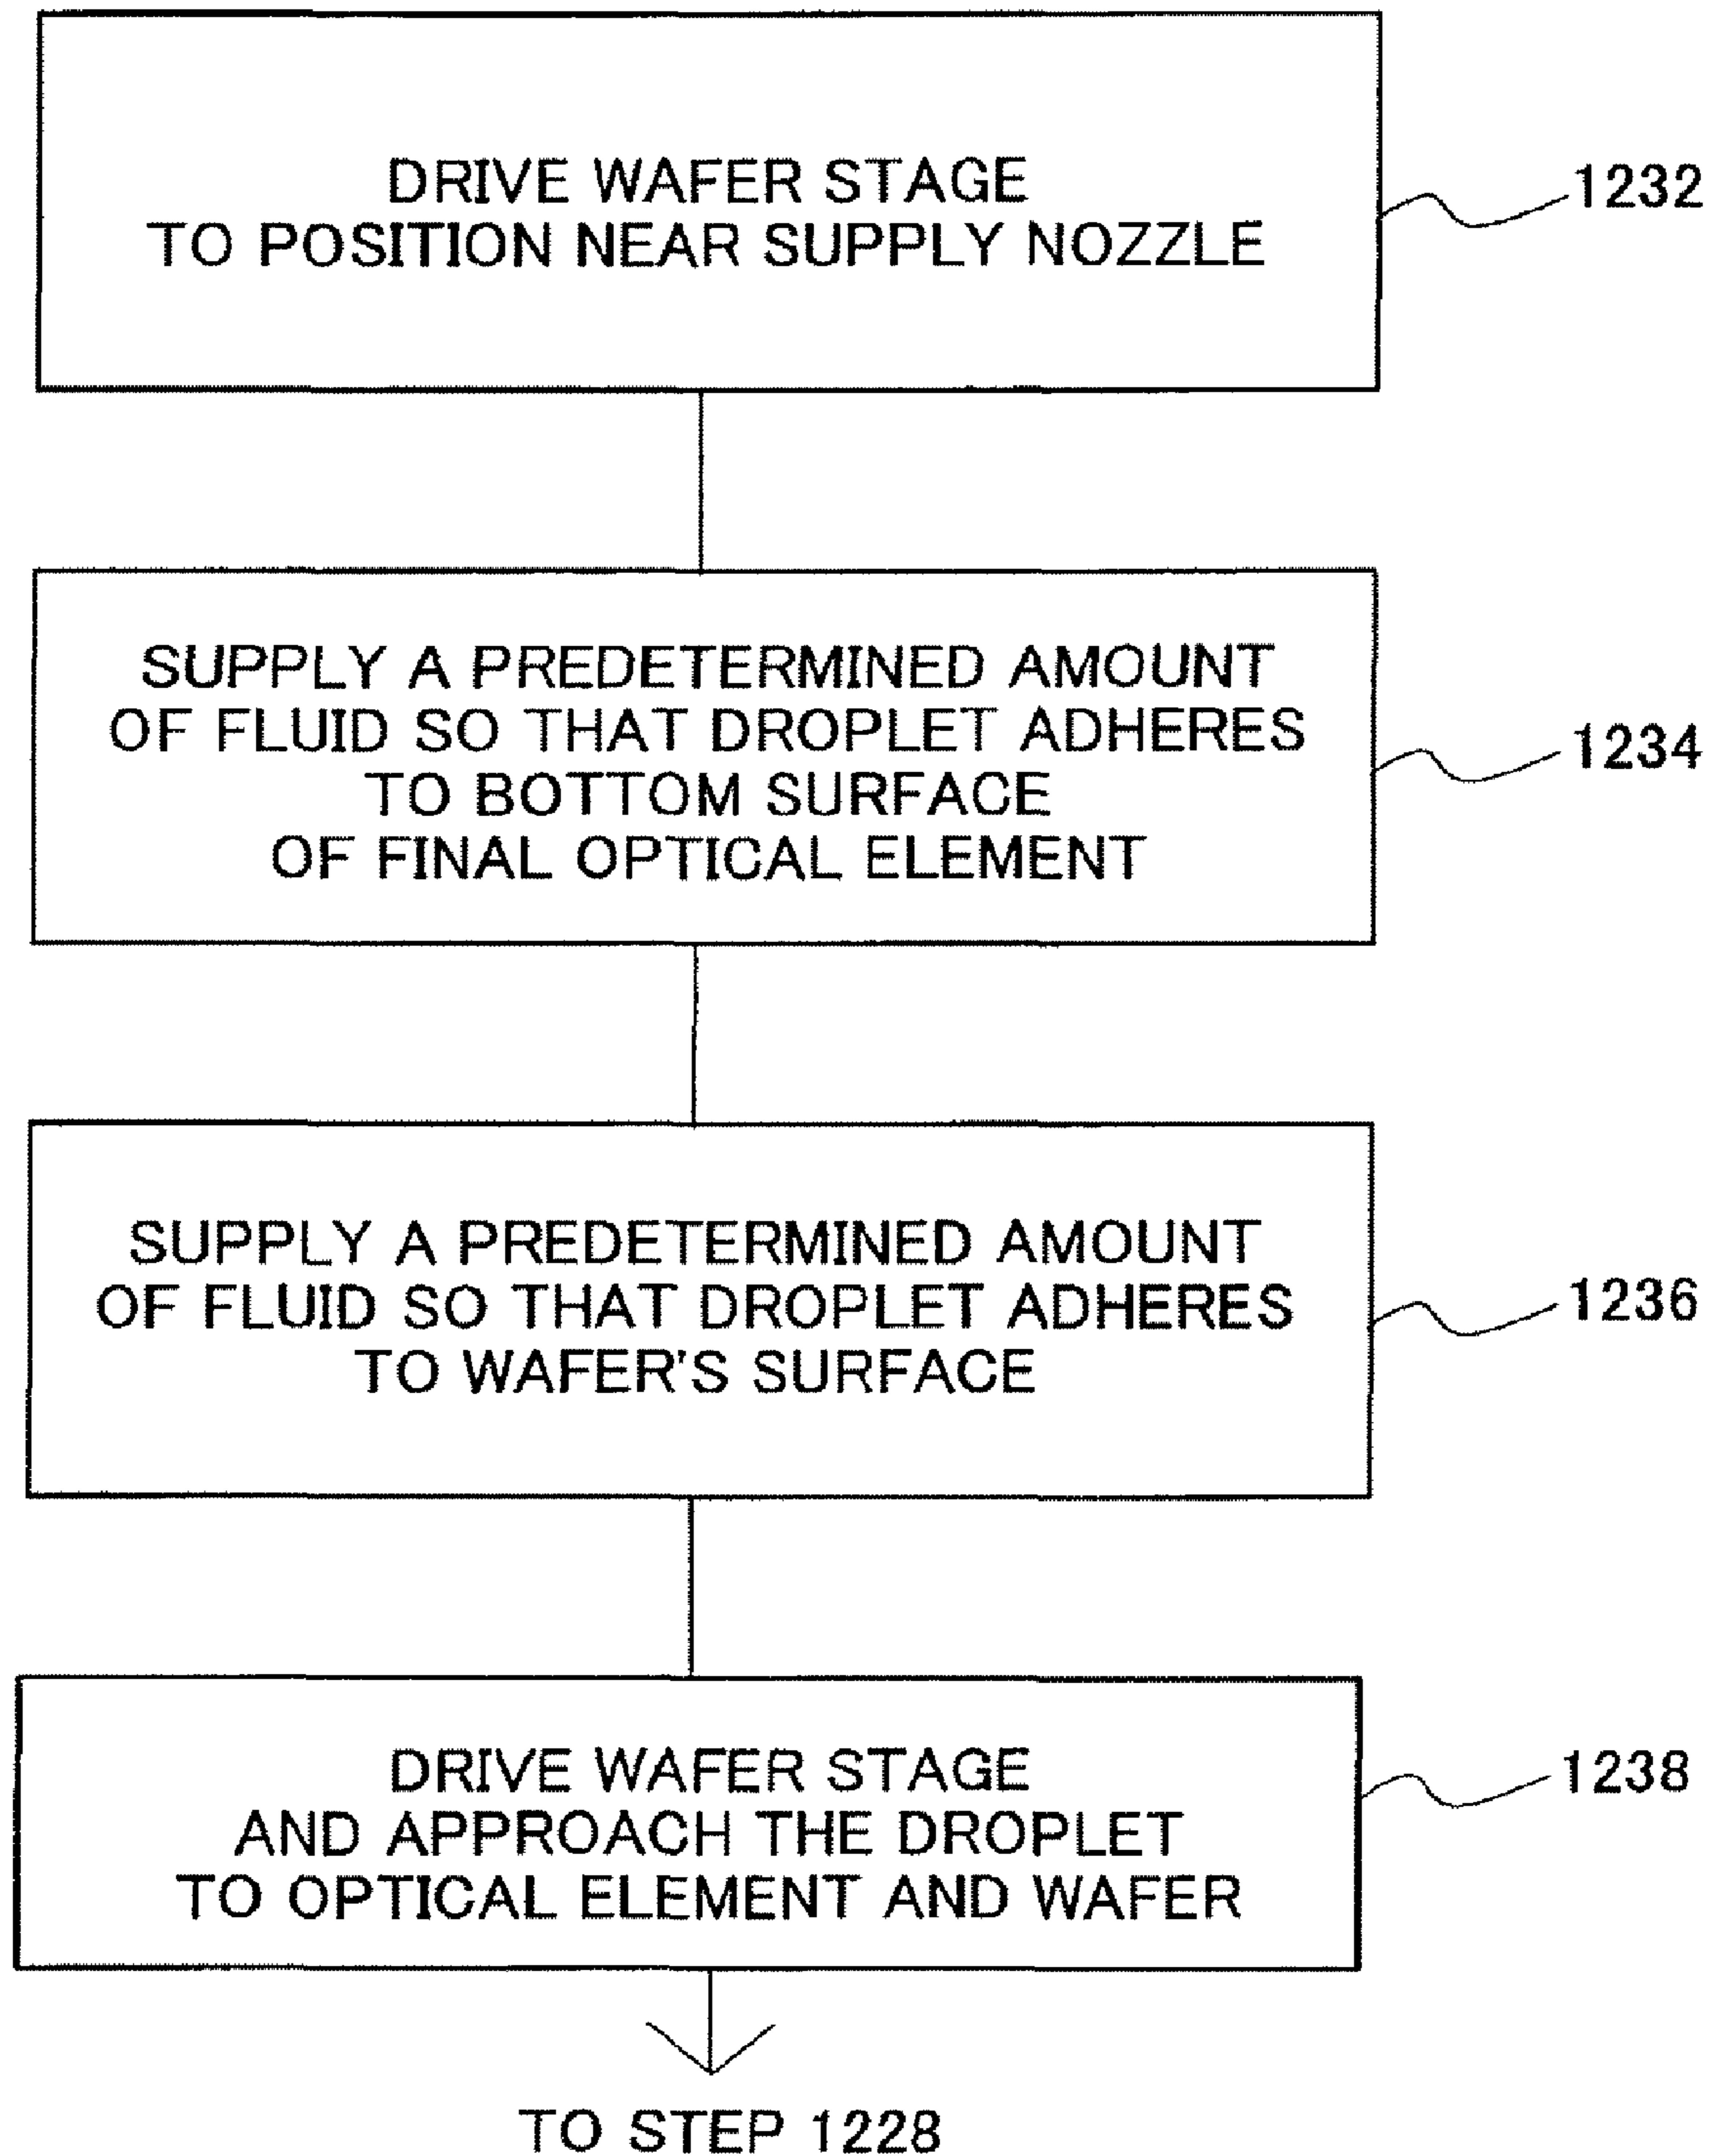 DRIVE WAFER STAGE
TO POSITION NEAR SUPPLY NOZZLE
1232
SUPPLY A PREDETERMINED AMOUNT
OF FLUID SO THAT DROPLET ADHERES
TO BOTTOM SURFACE
OF FINAL OPTICAL ELEMENT
1234
SUPPLY A PREDETERMINED AMOUNT
OF FLUID SO THAT DROPLET ADHERES
TO WAFER'S SURFACE
1236
DRIVE WAFER STAGE
AND APPROACH THE DROPLET
TO OPTICAL ELEMENT AND WAFER
1238
TO STEP 1228